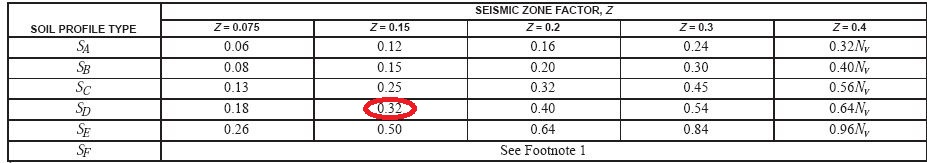 SEISMIC ZONE FACTOR, Z
SOIL PROFILE TYPE Z = 0.075 Z = 0.15 Z = 0.2 Z = 0.3 Z = 0.4
SA 0.06 0.12 0.16 0.24 0.32Nv
SB 0.08 0.15 0.20 0.30 0.40Nv
SC 0.13 0.25 0.32 0.45 0.56Nv
SD 0.18 0.32 0.40 0.54 0.64Nv
SE 0.26 0.50 0.64 0.84 0.96Nv
SF See Footnote 1